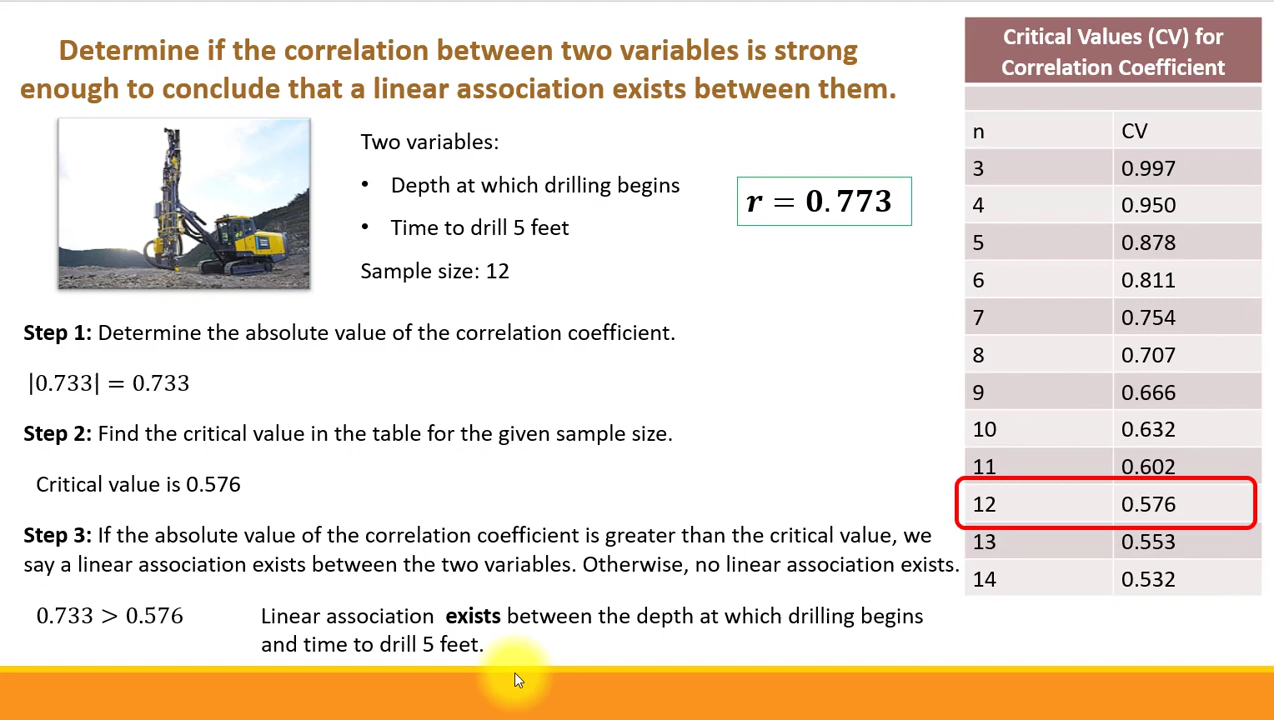 Determine if the correlation between two variables is strong
enough to conclude that a linear association exists between them.
Two variables:
• Depth at which drilling begins
• Time to drill 5 feet
Sample size: 12
r = 0.773
Step 1: Determine the absolute value of the correlation coefficient.
|0.733| = 0.733
Step 2: Find the critical value in the table for the given sample size.
Critical value is 0.576
Step 3: If the absolute value of the correlation coefficient is greater than the critical value, we
say a linear association exists between the two variables. Otherwise, no linear association exists.
0.733 > 0.576
Linear association exists between the depth at which drilling begins
and time to drill 5 feet.
Critical Values (CV) for
Correlation Coefficient
n CV
3 0.997
4 0.950
5 0.878
6 0.811
7 0.754
8 0.707
9 0.666
10 0.632
11 0.602
12 0.576
13 0.553
14 0.532